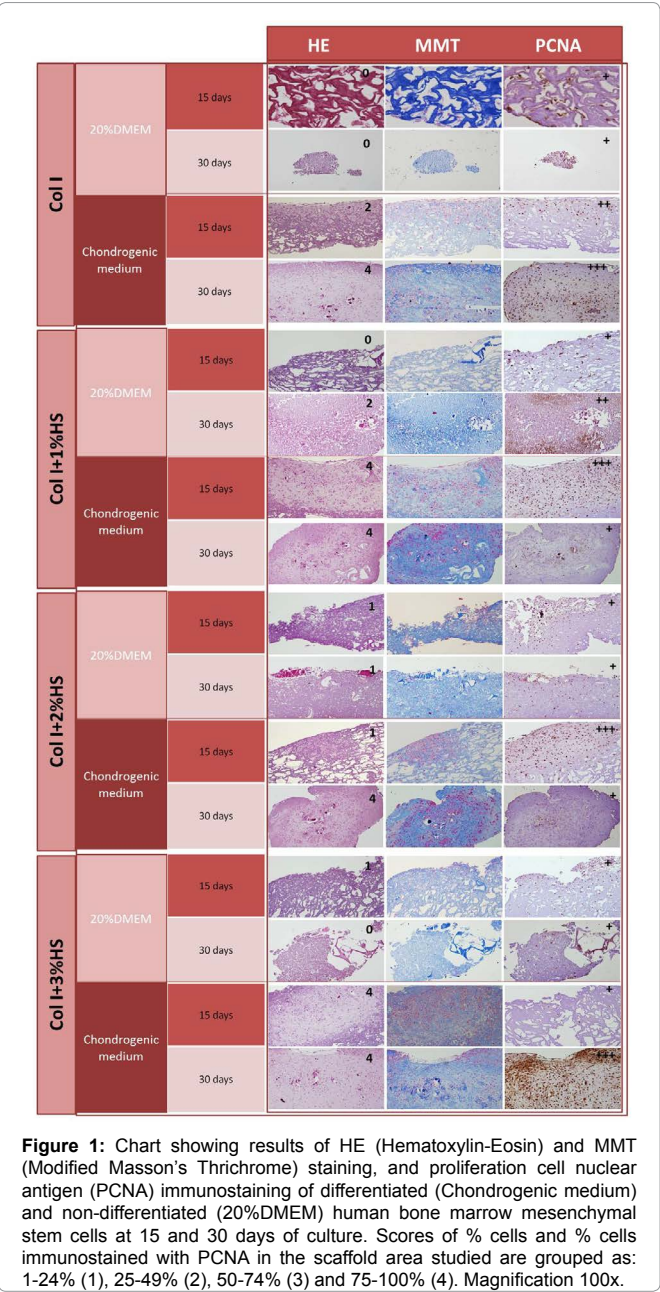 HE MMT PCNA
Col I
20%DMEM
15 days
0 +
30 days
0 +
Chondrogenic
medium
15 days
2 ++
30 days
4 +++
Col I+1%HS
20%DMEM
15 days
0 +
30 days
2 ++
Chondrogenic
medium
15 days
4 +++
30 days
4 +
Col I+2%HS
20%DMEM
15 days
1 +
30 days
1 +
Chondrogenic
medium
15 days
1 +++
30 days
4 +
Col I+3%HS
20%DMEM
15 days
1 +
30 days
0 +
Chondrogenic
medium
15 days
4 +
30 days
4 +++
Figure 1: Chart showing results of HE (Hematoxylin-Eosin) and MMT
(Modified Masson’s Thrichrome) staining, and proliferation cell nuclear
antigen (PCNA) immunostaining of differentiated (Chondrogenic medium)
and non-differentiated (20%DMEM) human bone marrow mesenchymal
stem cells at 15 and 30 days of culture. Scores of % cells and % cells
immunostained with PCNA in the scaffold area studied are grouped as:
1-24% (1), 25-49% (2), 50-74% (3) and 75-100% (4). Magnification 100x.